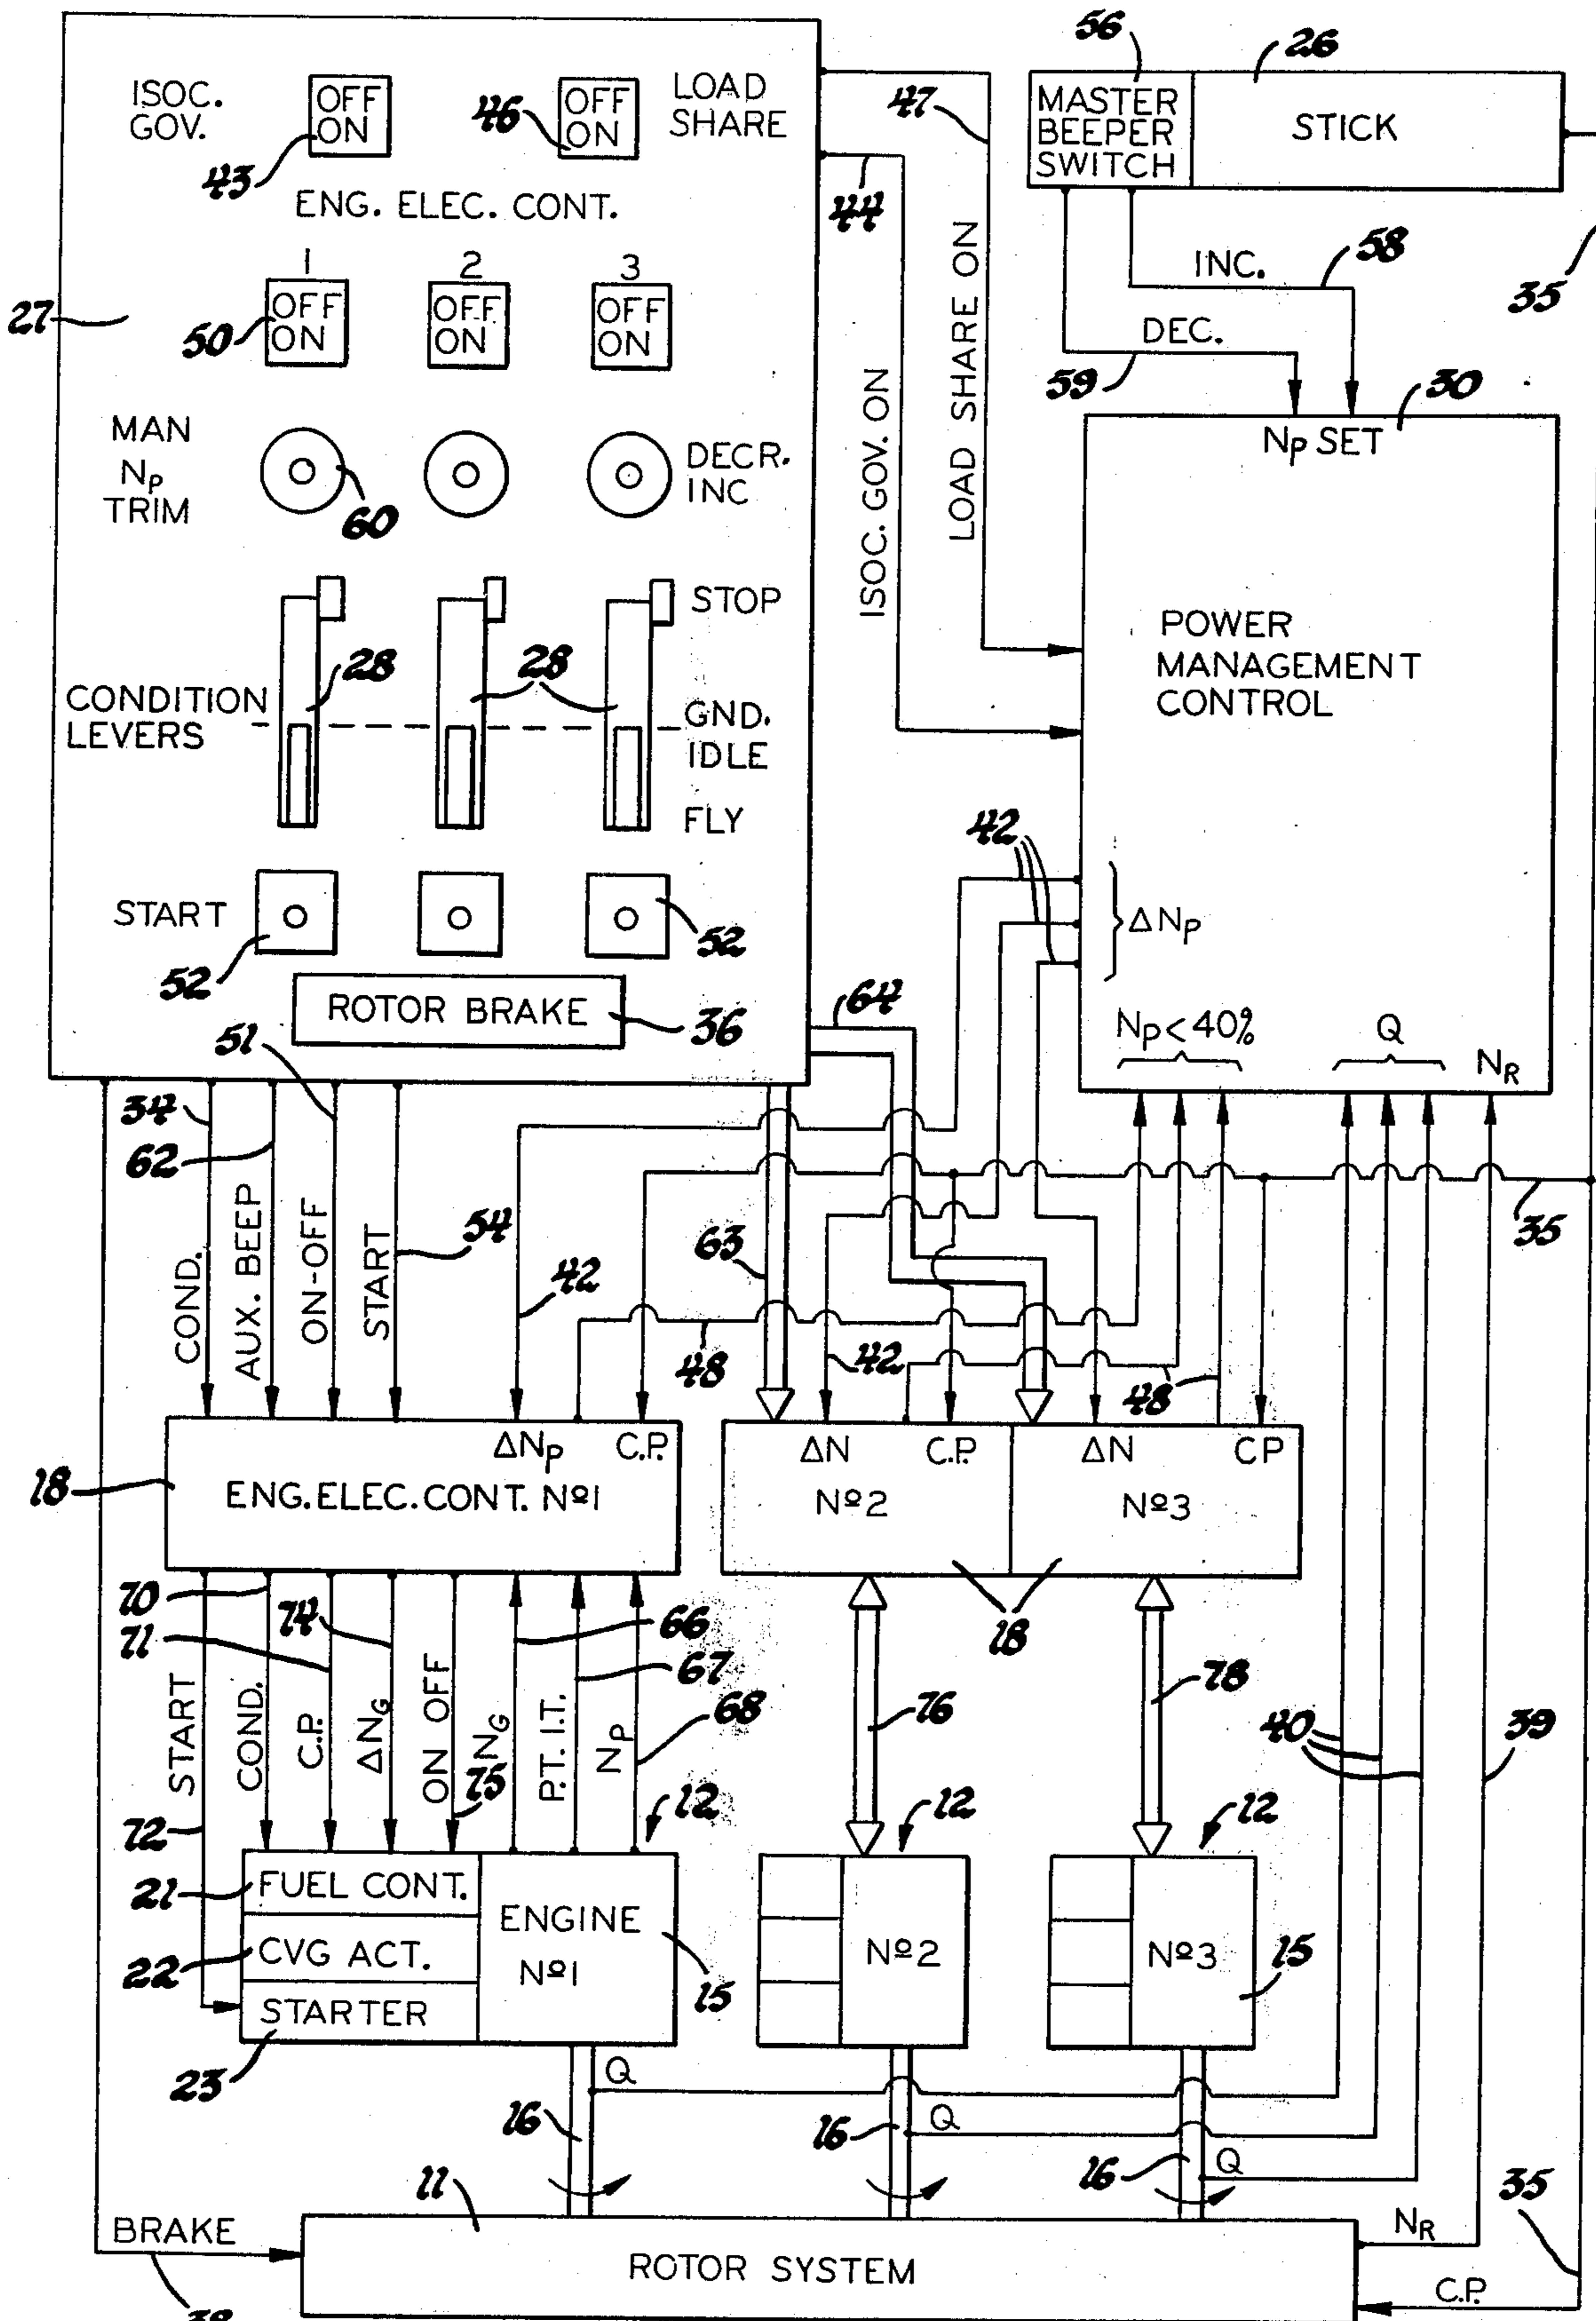 56
26
ISOC.
GOV.
OFF
ON
43
46
OFF
ON
LOAD
SHARE
47
44
MASTER
BEEPER
SWITCH
STICK
ENG. ELEC. CONT.
INC.
58
35
DEC.
59
27
1
2
3
50
OFF
ON
OFF
ON
OFF
ON
LOAD SHARE ON
ISOC. GOV. ON
30
NP SET
MAN
NP
TRIM
60
DECR.
INC
POWER
MANAGEMENT
CONTROL
STOP
28
28
CONDITION
LEVERS
GND.
IDLE
FLY
42
ΔNP
START
52
52
ROTOR BRAKE
36
64
NP<40%
Q
NR
51
34
62
COND.
AUX. BEEP
ON-OFF
START
54
42
63
35
48
42
48
ΔNP
C.P.
ΔN
C.P.
ΔN
CP
18
ENG.ELEC.CONT. Nº1
Nº2
Nº3
18
70
71
74
66
67
68
76
78
40
39
START
COND.
C.P.
ΔNG
ON OFF
NG
P.T. I.T.
NP
72
75
12
12
12
21
FUEL CONT.
22
CVG ACT.
23
STARTER
ENGINE
Nº1
15
Nº2
Nº3
15
Q
16
16
Q
16
Q
11
35
BRAKE
38
ROTOR SYSTEM
NR
C.P.